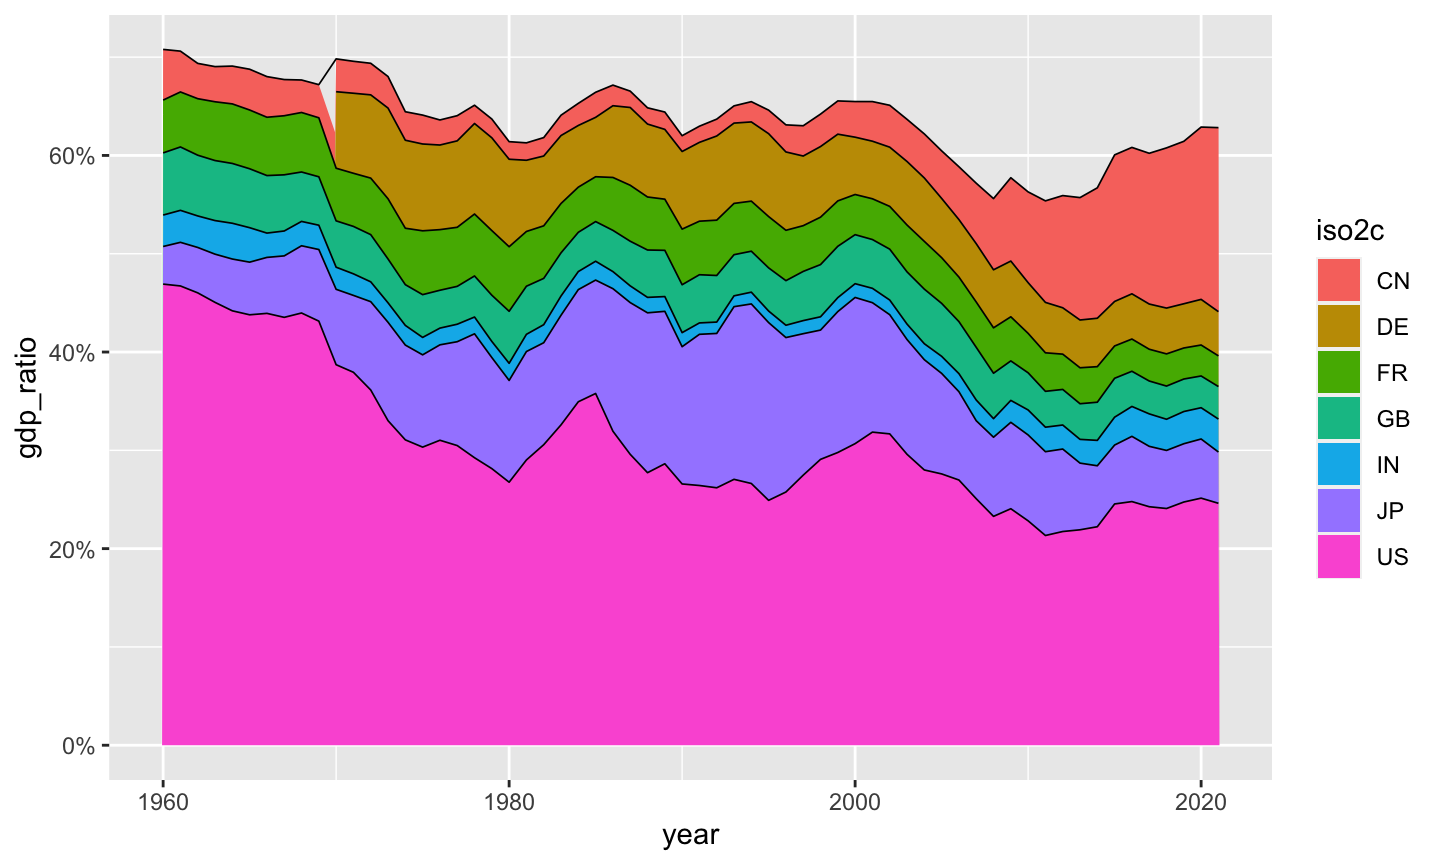 gdp_ratio
60%
40%
20%
0%
1960 1980 2000 2020
year
iso2c
CN
DE
FR
GB
IN
JP
US